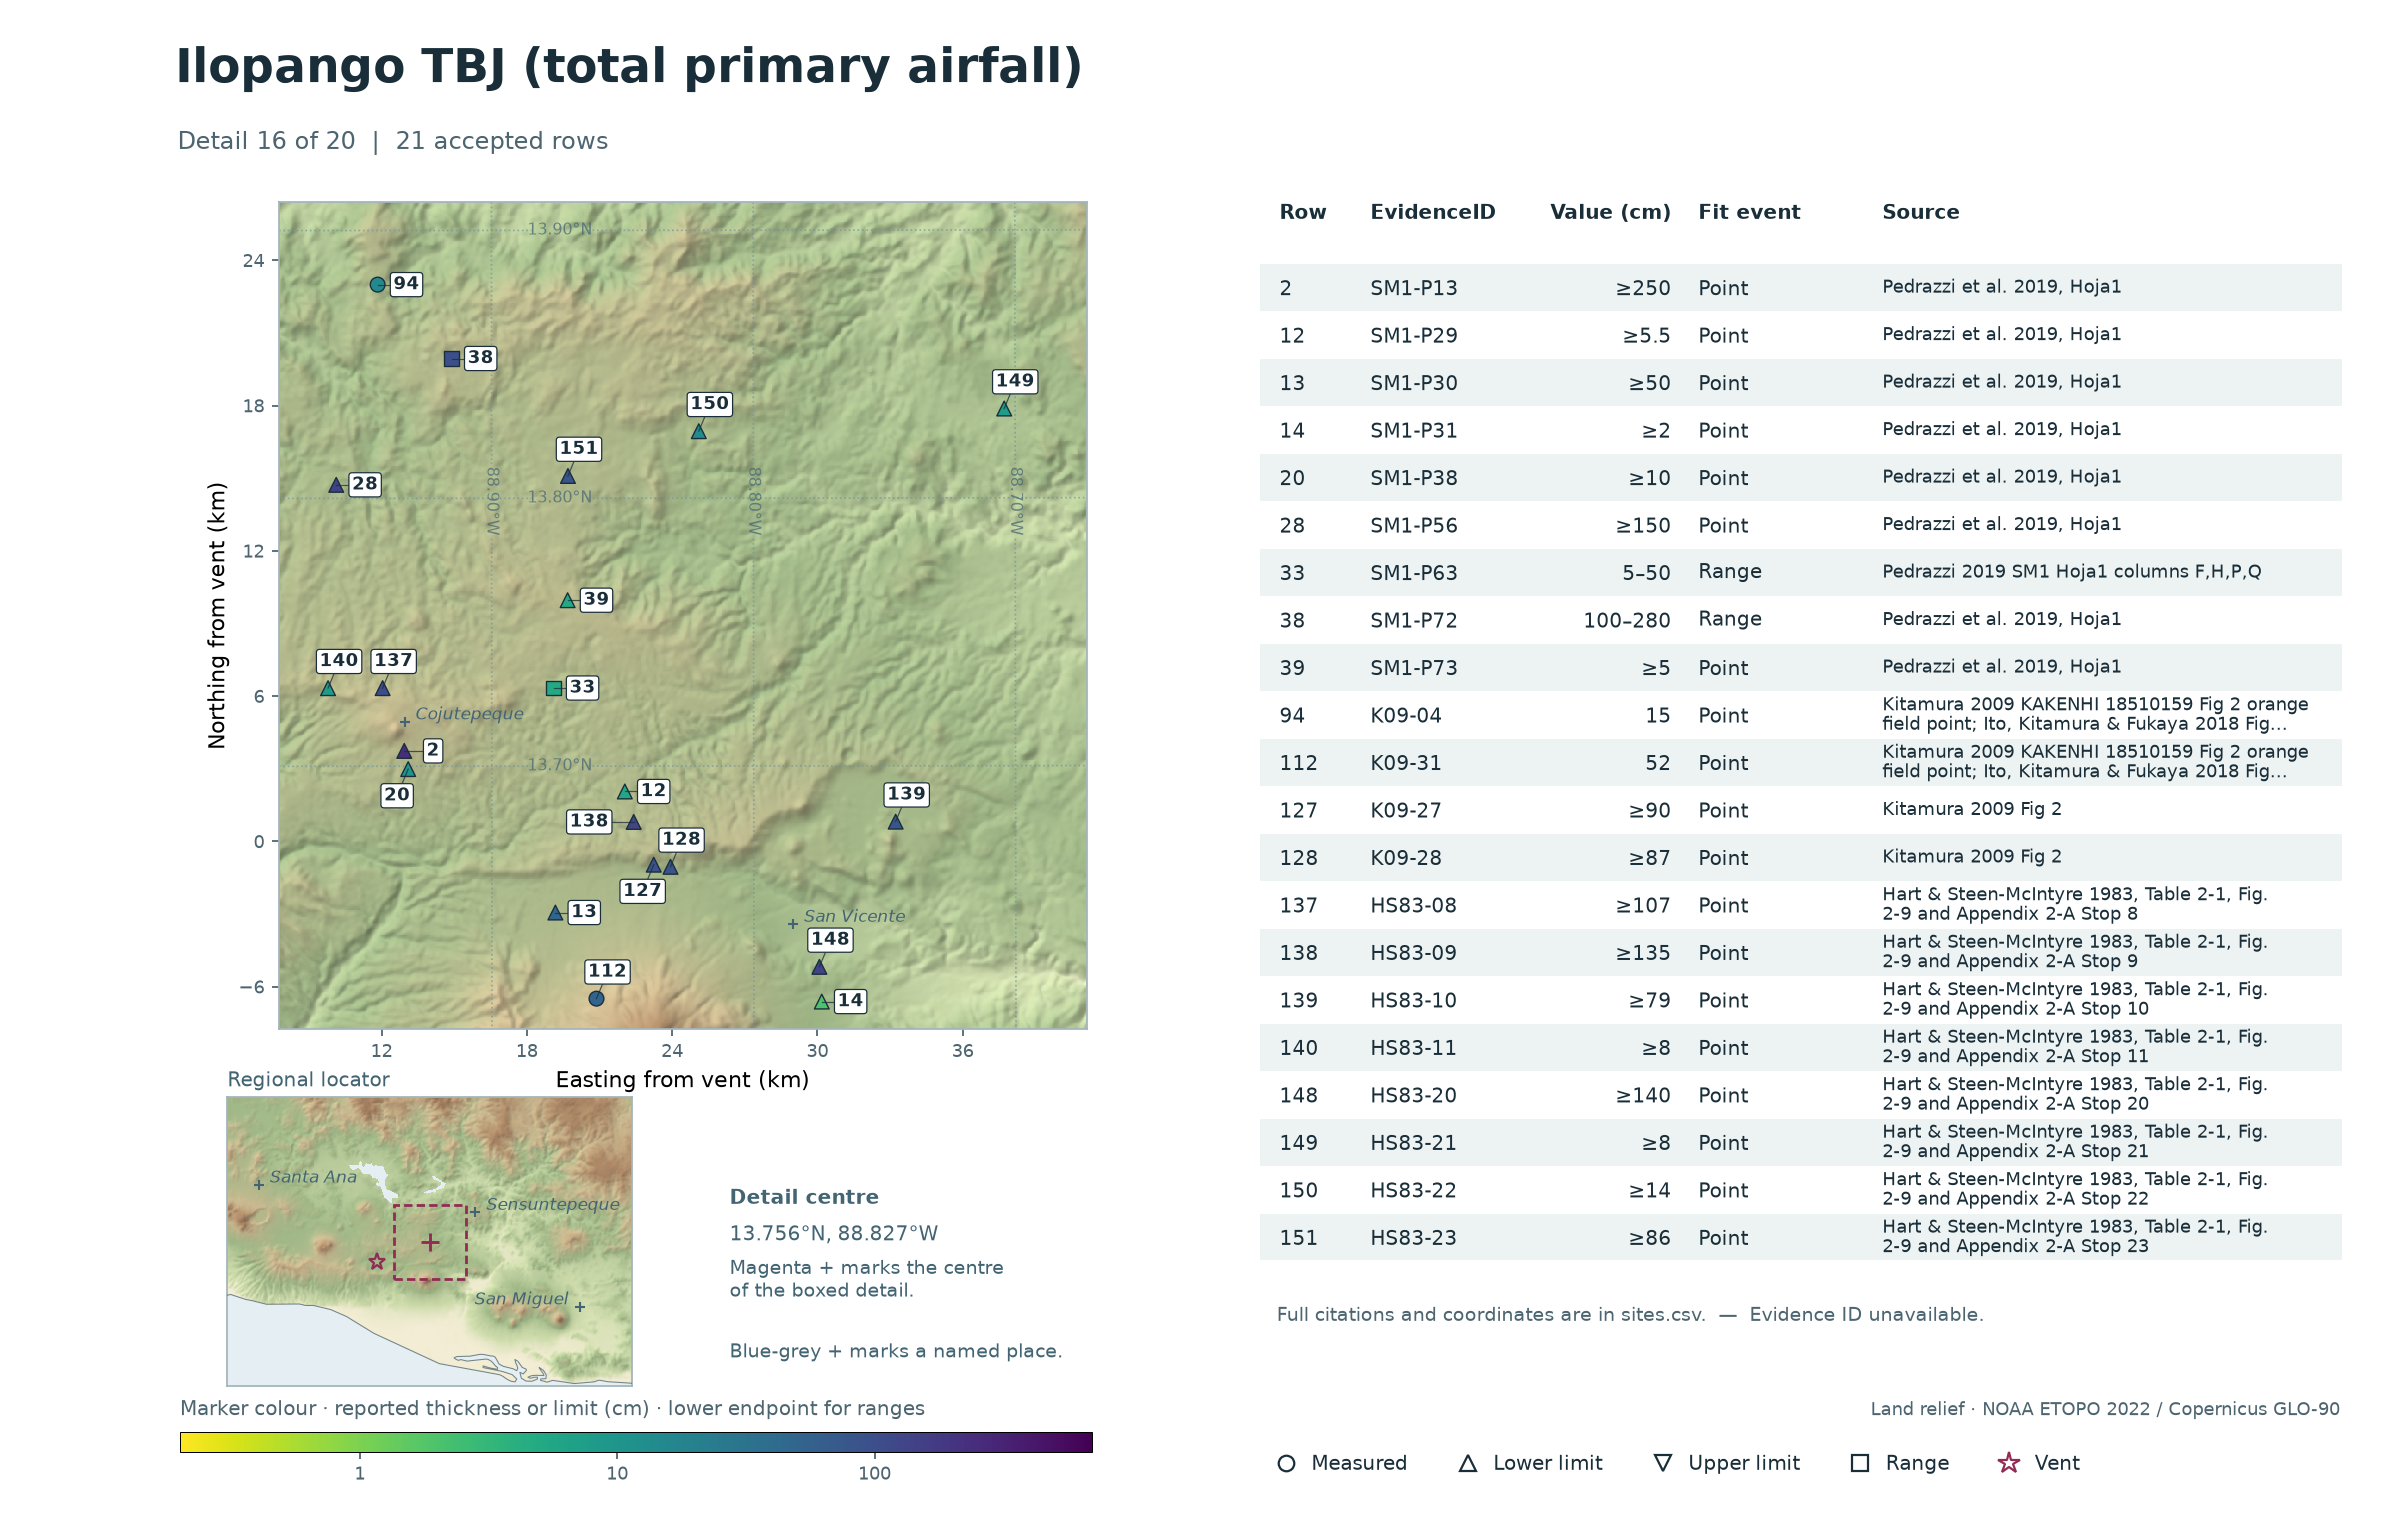 Ilopango TBJ (total primary airfall)
Detail 16 of 20 | 21 accepted rows
13.90°N
24
94
38
149
18
150
151
28
88.90°W
88.80°W
88.70°W
13.80°N
12
39
140 137
6
33
Cojutepeque
2
13.70°N
20
12
139
138
128
0
127
13
San Vicente
148
112
−6
14
12 18 24 30 36
Northing from vent (km)
Easting from vent (km)
Regional locator
Santa Ana
Sensuntepeque
San Miguel
Detail centre
13.756°N, 88.827°W
Magenta + marks the centre
of the boxed detail.
Blue-grey + marks a named place.
Marker colour · reported thickness or limit (cm) · lower endpoint for ranges
1 10 100
Row EvidenceID Value (cm) Fit event Source
2 SM1-P13 ≥250 Point Pedrazzi et al. 2019, Hoja1
12 SM1-P29 ≥5.5 Point Pedrazzi et al. 2019, Hoja1
13 SM1-P30 ≥50 Point Pedrazzi et al. 2019, Hoja1
14 SM1-P31 ≥2 Point Pedrazzi et al. 2019, Hoja1
20 SM1-P38 ≥10 Point Pedrazzi et al. 2019, Hoja1
28 SM1-P56 ≥150 Point Pedrazzi et al. 2019, Hoja1
33 SM1-P63 5–50 Range Pedrazzi 2019 SM1 Hoja1 columns F,H,P,Q
38 SM1-P72 100–280 Range Pedrazzi et al. 2019, Hoja1
39 SM1-P73 ≥5 Point Pedrazzi et al. 2019, Hoja1
94 K09-04 15 Point Kitamura 2009 KAKENHI 18510159 Fig 2 orange
field point; Ito, Kitamura & Fukaya 2018 Fig…
112 K09-31 52 Point Kitamura 2009 KAKENHI 18510159 Fig 2 orange
field point; Ito, Kitamura & Fukaya 2018 Fig…
127 K09-27 ≥90 Point Kitamura 2009 Fig 2
128 K09-28 ≥87 Point Kitamura 2009 Fig 2
137 HS83-08 ≥107 Point Hart & Steen-McIntyre 1983, Table 2-1, Fig.
2-9 and Appendix 2-A Stop 8
138 HS83-09 ≥135 Point Hart & Steen-McIntyre 1983, Table 2-1, Fig.
2-9 and Appendix 2-A Stop 9
139 HS83-10 ≥79 Point Hart & Steen-McIntyre 1983, Table 2-1, Fig.
2-9 and Appendix 2-A Stop 10
140 HS83-11 ≥8 Point Hart & Steen-McIntyre 1983, Table 2-1, Fig.
2-9 and Appendix 2-A Stop 11
148 HS83-20 ≥140 Point Hart & Steen-McIntyre 1983, Table 2-1, Fig.
2-9 and Appendix 2-A Stop 20
149 HS83-21 ≥8 Point Hart & Steen-McIntyre 1983, Table 2-1, Fig.
2-9 and Appendix 2-A Stop 21
150 HS83-22 ≥14 Point Hart & Steen-McIntyre 1983, Table 2-1, Fig.
2-9 and Appendix 2-A Stop 22
151 HS83-23 ≥86 Point Hart & Steen-McIntyre 1983, Table 2-1, Fig.
2-9 and Appendix 2-A Stop 23
Full citations and coordinates are in sites.csv. — Evidence ID unavailable.
Land relief · NOAA ETOPO 2022 / Copernicus GLO-90
Measured Lower limit Upper limit Range Vent